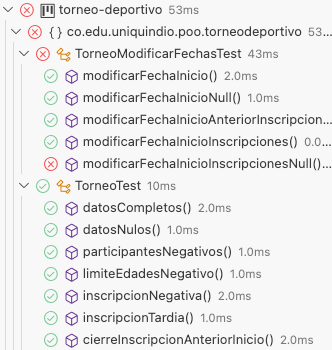 torneo-deportivo 53ms
{ } co.edu.uniquindio.poo.torneodeportivo 53...
TorneoModificarFechasTest 43ms
modificarFechaInicio() 2.0ms
modificarFechaInicioNull() 1.0ms
modificarFechaInicioAnteriorInscripcion...
modificarFechaInicioInscripciones() 0.0...
modificarFechaInicioInscripcionesNull()...
TorneoTest 10ms
datosCompletos() 2.0ms
datosNulos() 1.0ms
participantesNegativos() 1.0ms
limiteEdadesNegativo() 1.0ms
inscripcionNegativa() 1.0ms
inscripcionTardia() 1.0ms
cierreInscripcionAnteriorInicio() 2.0ms